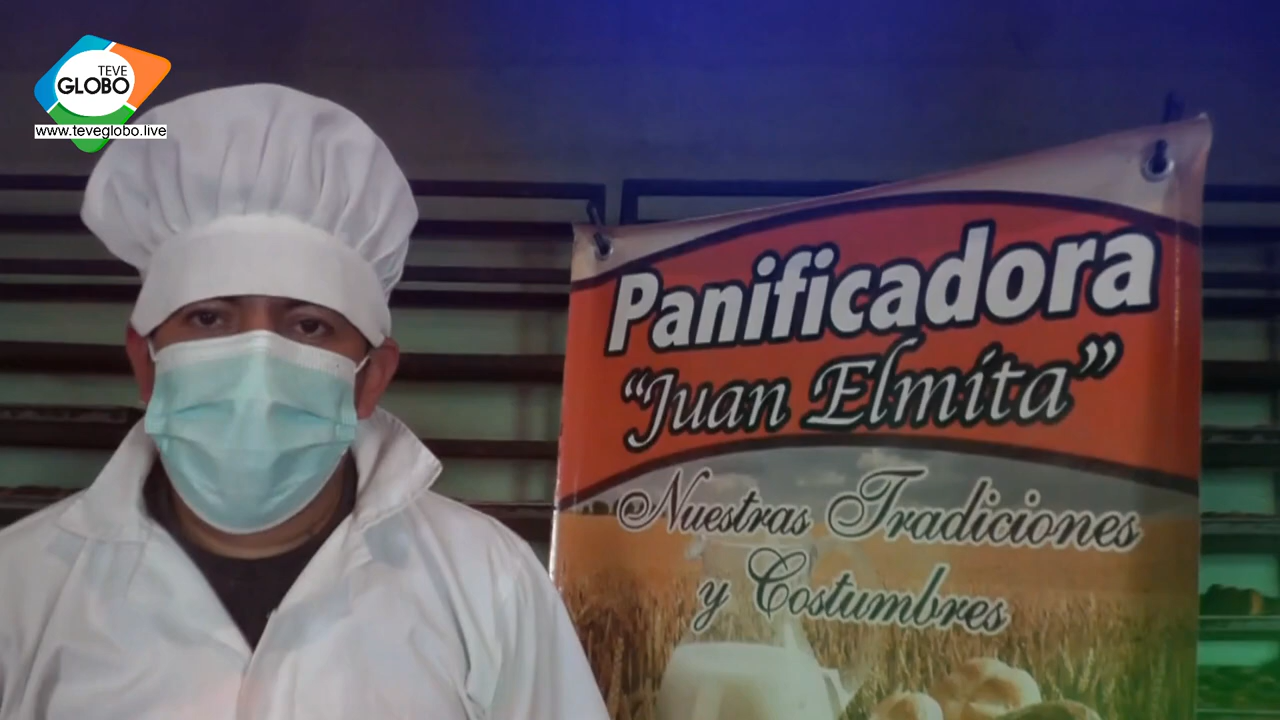 TEVE
GLOBO
www.teveglobo.live
Panificadora
“Juan Elmita”
Nuestras Tradiciones
y Costumbres